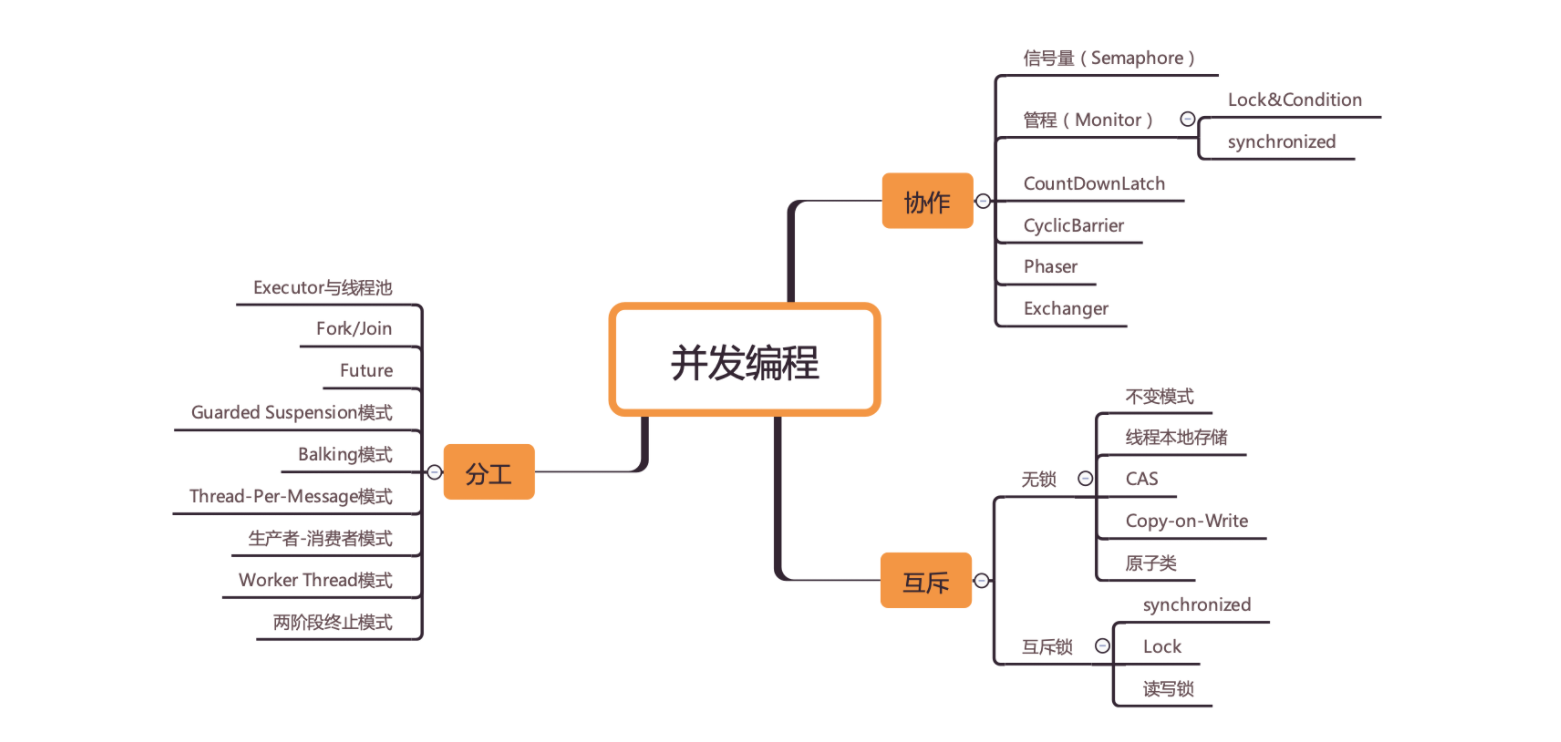 并发编程
协作
信号量（Semaphore）
管程（Monitor）
Lock&Condition
synchronized
CountDownLatch
CyclicBarrier
Phaser
Exchanger
分工
Executor与线程池
Fork/Join
Future
Guarded Suspension模式
Balking模式
Thread-Per-Message模式
生产者-消费者模式
Worker Thread模式
两阶段终止模式
互斥
无锁
不变模式
线程本地存储
CAS
Copy-on-Write
原子类
互斥锁
synchronized
Lock
读写锁